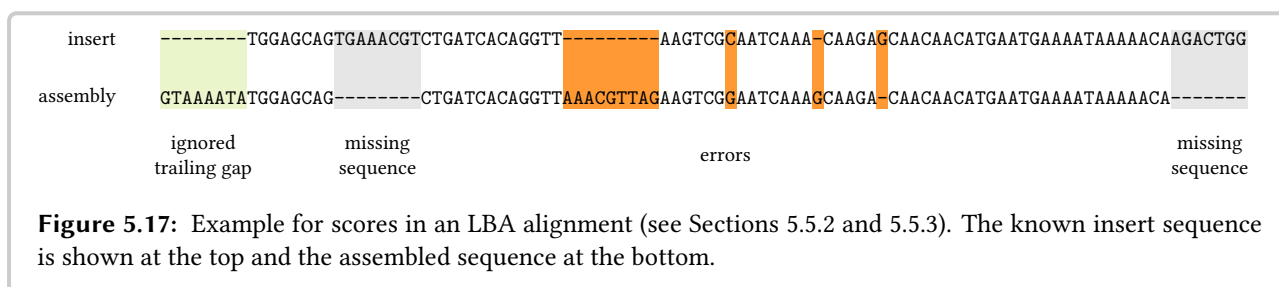 insert --------TGGAGCAGTGAAACGTCTGATCACAGGTT---------AAGTCGCAATCAAA-CAAGAGCAACAACATGAATGAAAATAAAAACAAGACTGG
assembly GTAAAATATGGAGCAG--------CTGATCACAGGTTAAACGTTAGAAGTCGGAATCAAAGCAAGA-CAACAACATGAATGAAAATAAAAACA-------
ignored
trailing gap
missing
sequence
errors
missing
sequence
Figure 5.17: Example for scores in an LBA alignment (see Sections 5.5.2 and 5.5.3). The known insert sequence
is shown at the top and the assembled sequence at the bottom.